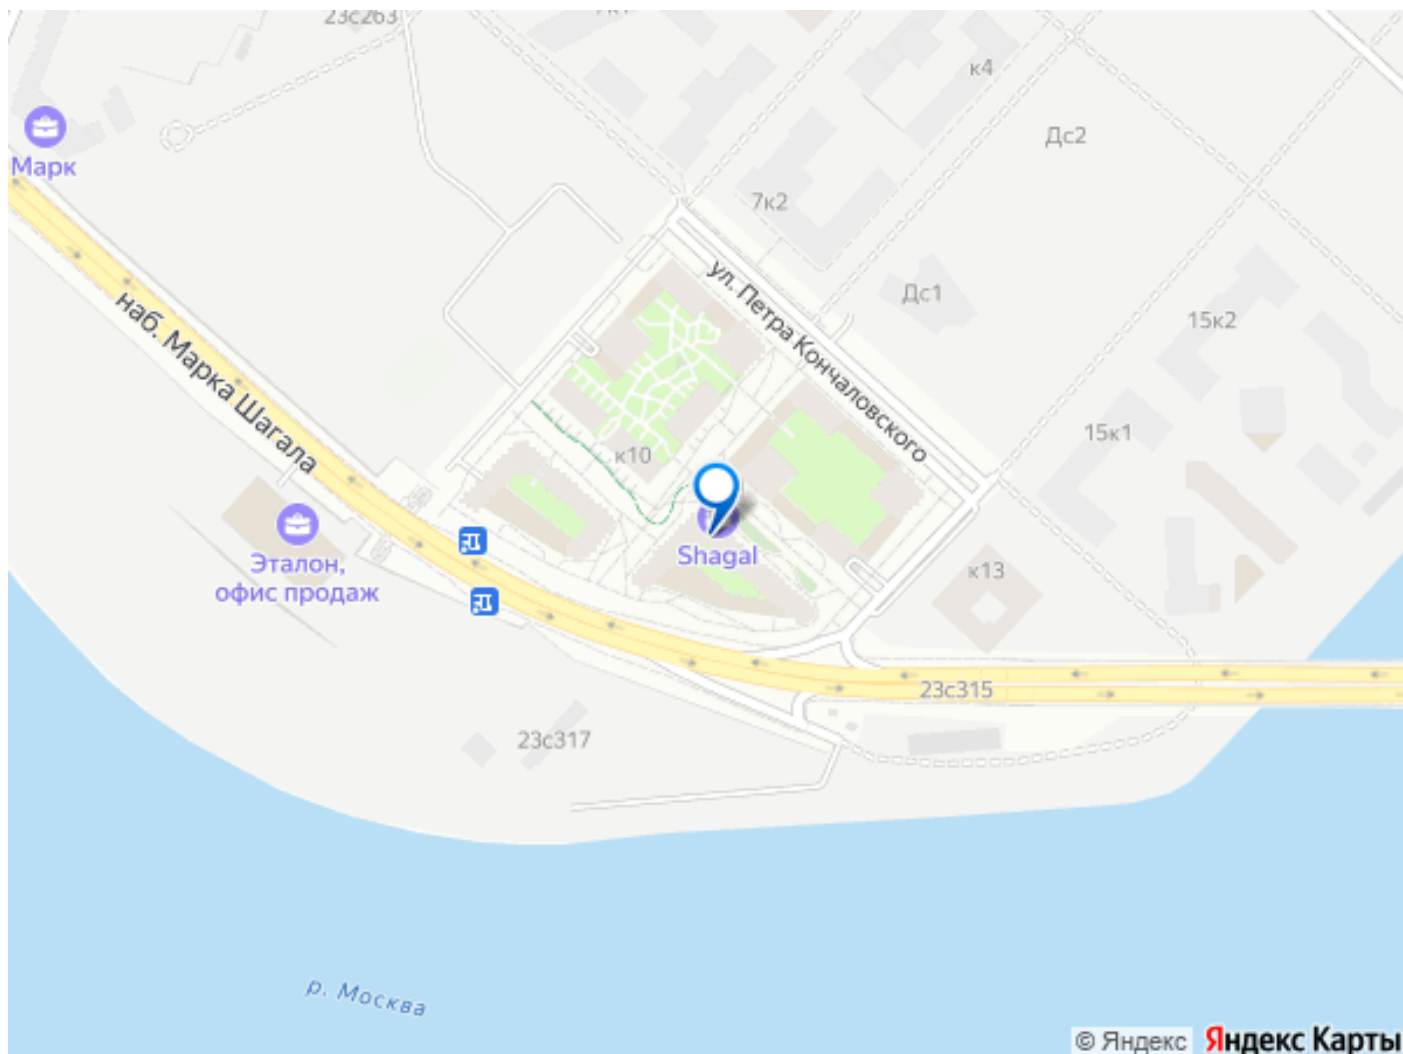 23с263
к4
Марк
Дс2
7к2
ул. Петра Кончаловского
Дс1
15к2
наб. Марка Шагала
15к1
к10
Shagal
Эталон,
офис продаж
к13
23с315
23с317
р. Москва
© Яндекс Яндекс Карты